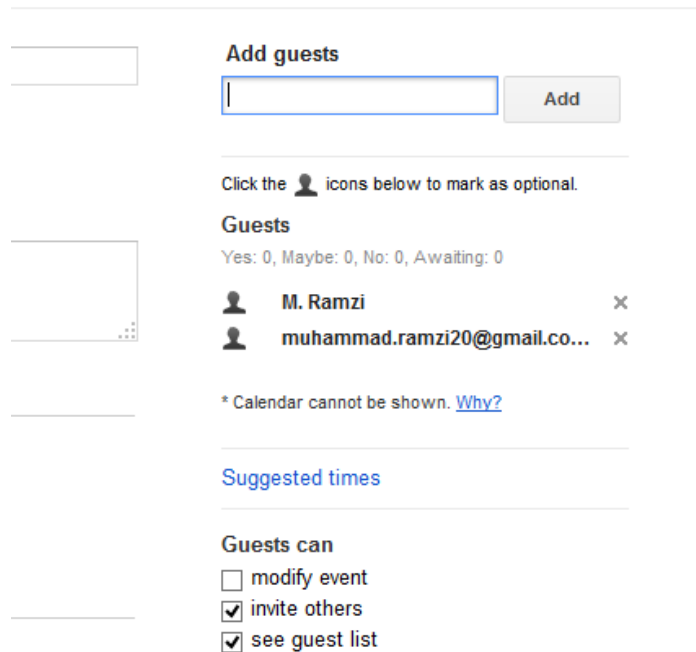 Add guests
Add
Click the icons below to mark as optional.
Guests
Yes: 0, Maybe: 0, No: 0, Awaiting: 0
M. Ramzi
muhammad.ramzi20@gmail.co...
* Calendar cannot be shown. Why?
Suggested times
Guests can
modify event
invite others
see guest list